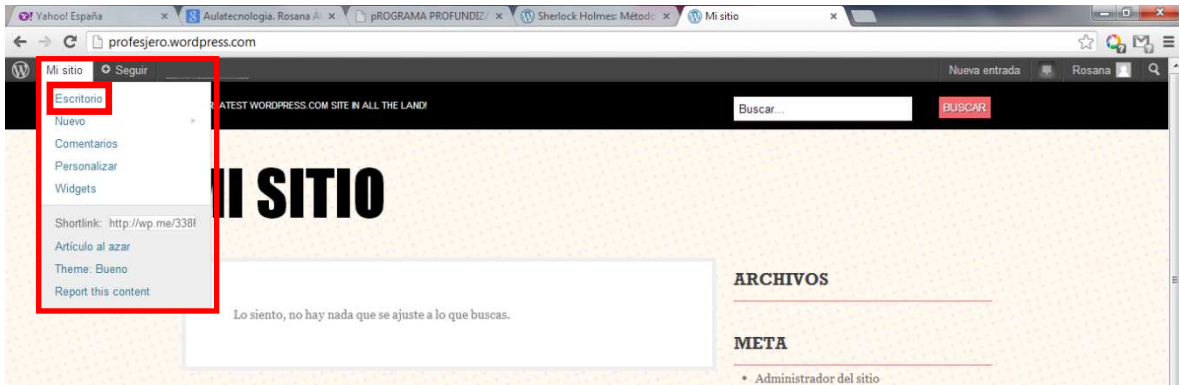 Yahoo! España
Aulatecnologia. Rosana A
pROGRAMA PROFUNDIZ
Sherlock Holmes: Método
Mi sitio
profesjero.wordpress.com
Mi sitio
Seguir
Nueva entrada
Rosana
Escritorio
Nuevo
Comentarios
Personalizar
Widgets
Shortlink: http://wp.me/338F
Artículo al azar
Theme: Bueno
Report this content
ATEST WORDPRESS.COM SITE IN ALL THE LAND!
Buscar...
BUSCAR
MI SITIO
Lo siento, no hay nada que se ajuste a lo que buscas.
ARCHIVOS
META
• Administrador del sitio